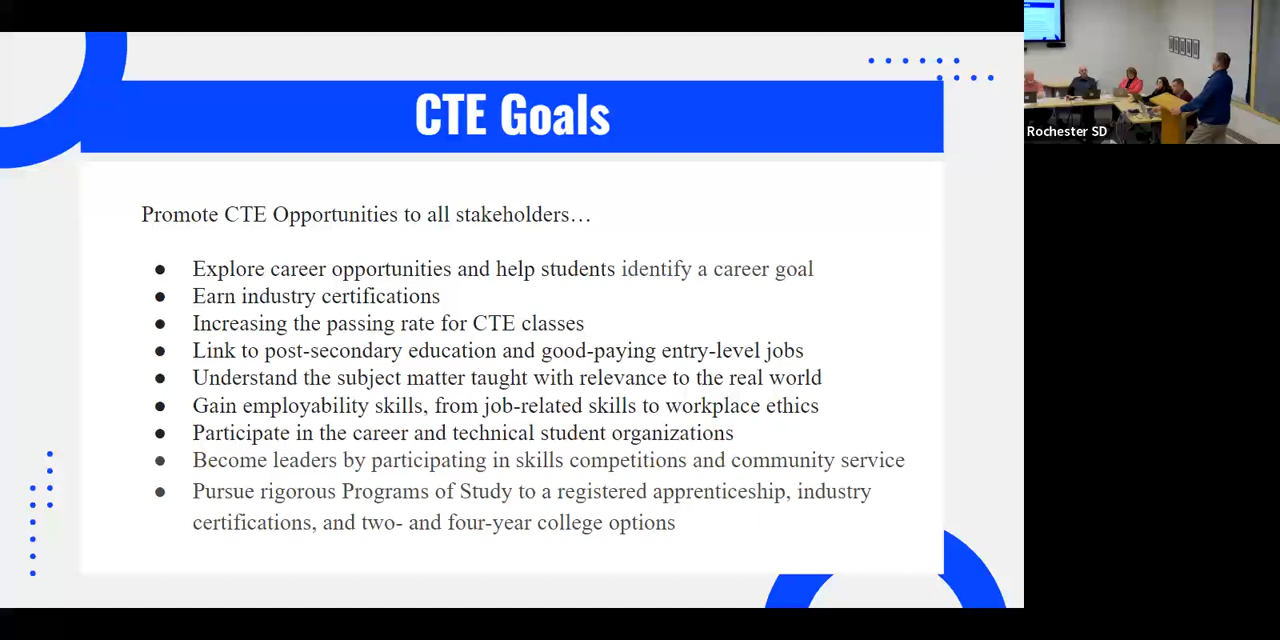 CTE Goals
Promote CTE Opportunities to all stakeholders…
● Explore career opportunities and help students identify a career goal
● Earn industry certifications
● Increasing the passing rate for CTE classes
● Link to post-secondary education and good-paying entry-level jobs
● Understand the subject matter taught with relevance to the real world
● Gain employability skills, from job-related skills to workplace ethics
● Participate in the career and technical student organizations
● Become leaders by participating in skills competitions and community service
● Pursue rigorous Programs of Study to a registered apprenticeship, industry
certifications, and two- and four-year college options
Rochester SD